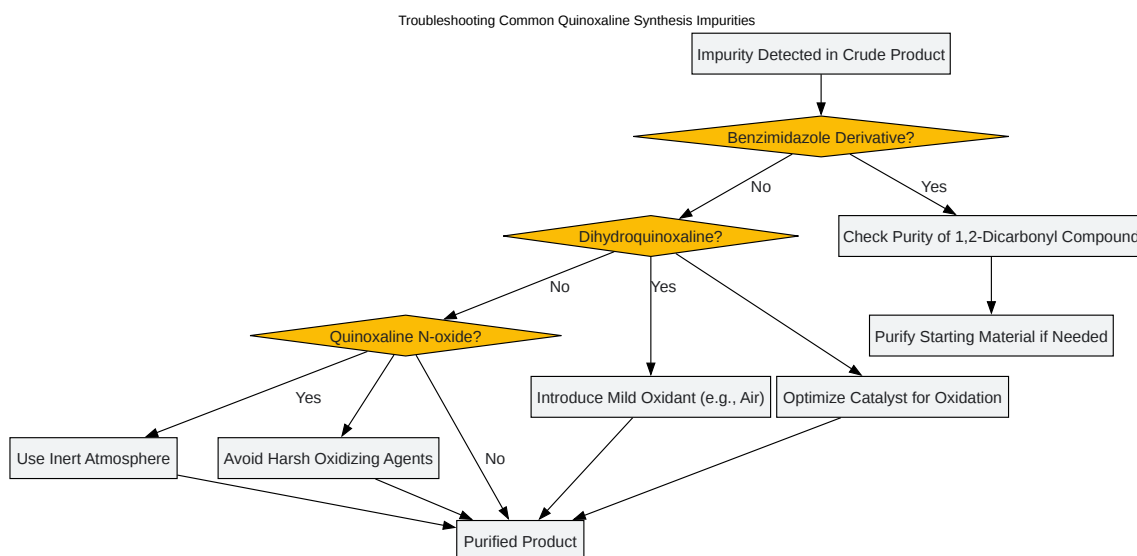 Troubleshooting Common Quinoxaline Synthesis Impurities
Impurity Detected in Crude Product
Benzimidazole Derivative?
No
Yes
Dihydroquinoxaline?
Check Purity of 1,2-Dicarbonyl Compound
No
Yes
Quinoxaline N-oxide?
Purify Starting Material if Needed
Yes
Introduce Mild Oxidant (e.g., Air)
Optimize Catalyst for Oxidation
Use Inert Atmosphere
Avoid Harsh Oxidizing Agents
No
Purified Product